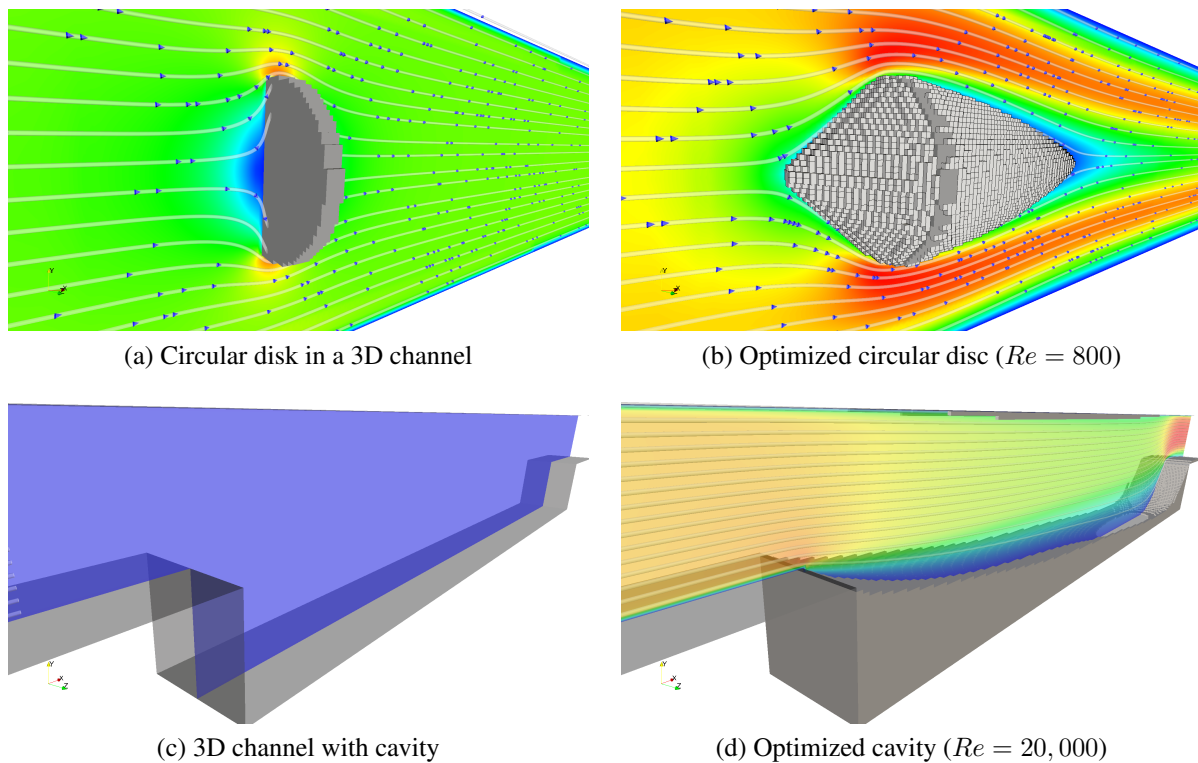 (a) Circular disk in a 3D channel
(b) Optimized circular disc (Re = 800)
(c) 3D channel with cavity
(d) Optimized cavity (Re = 20,000)